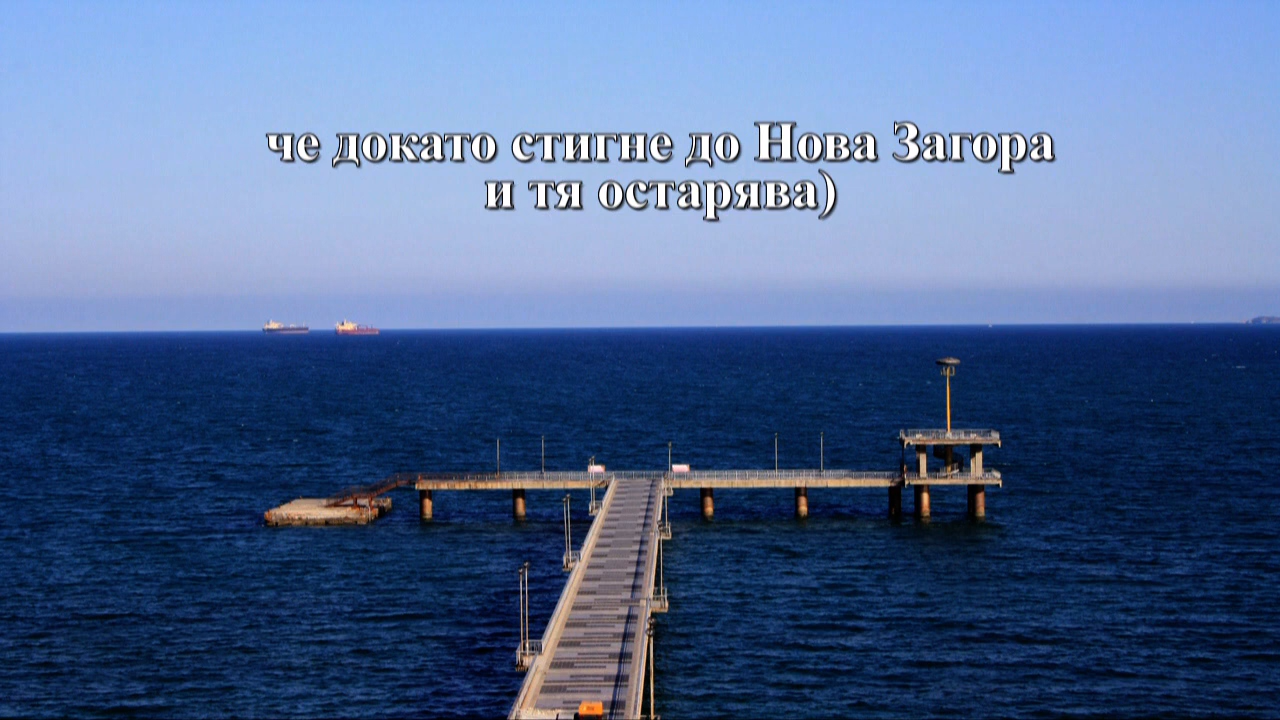 че докато стигне до Нова Загора
и тя остарява)